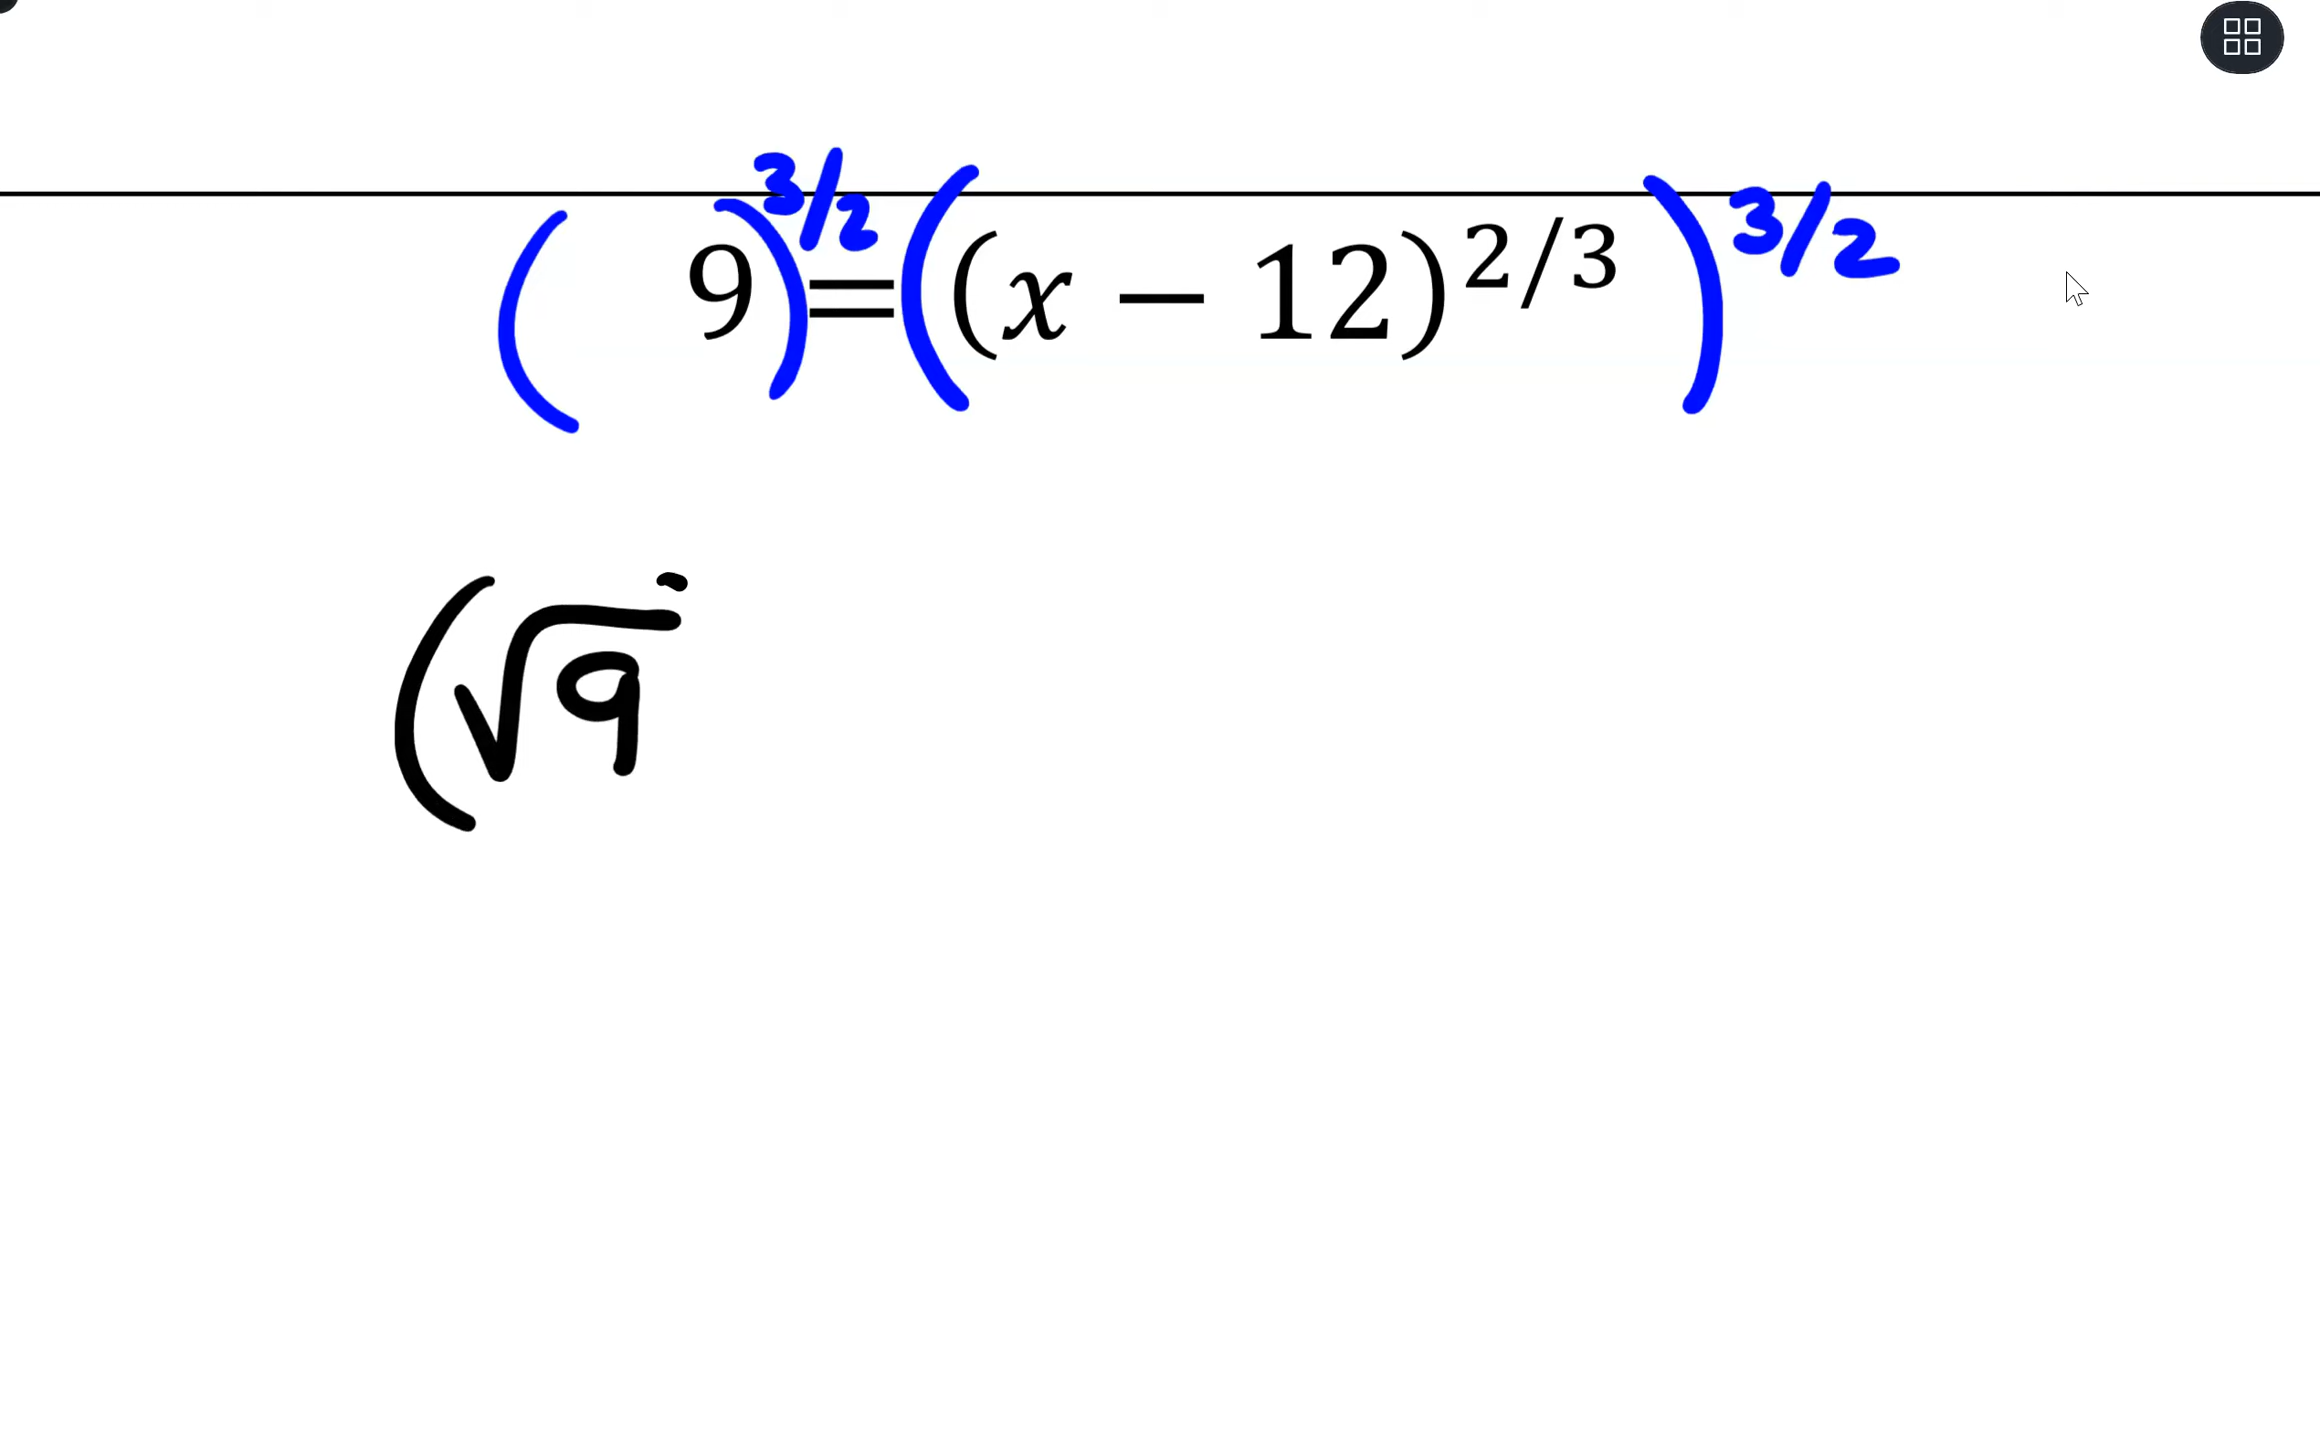 ( 9)^3/2 = ((x − 12)^2/3)^3/2
(√9